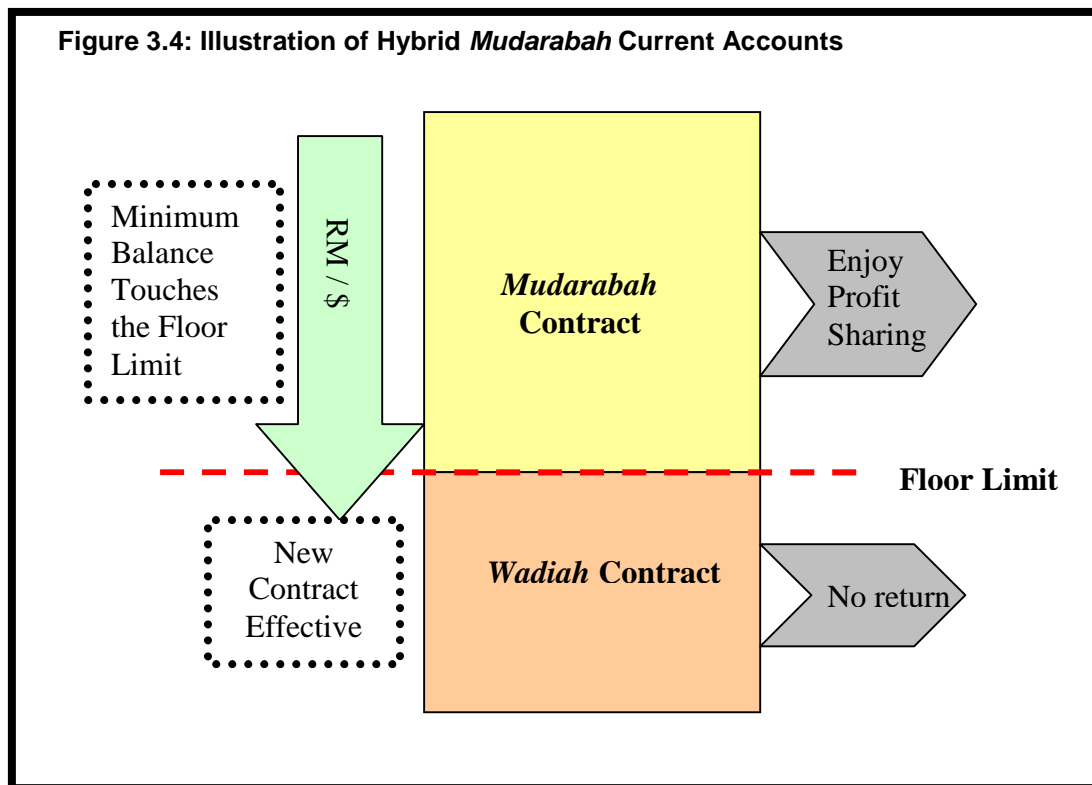 Figure 3.4: Illustration of Hybrid Mudarabah Current Accounts
Minimum
Balance
Touches
the Floor
Limit
RM / $
Mudarabah
Contract
Enjoy
Profit
Sharing
Floor Limit
New
Contract
Effective
Wadiah Contract
No return